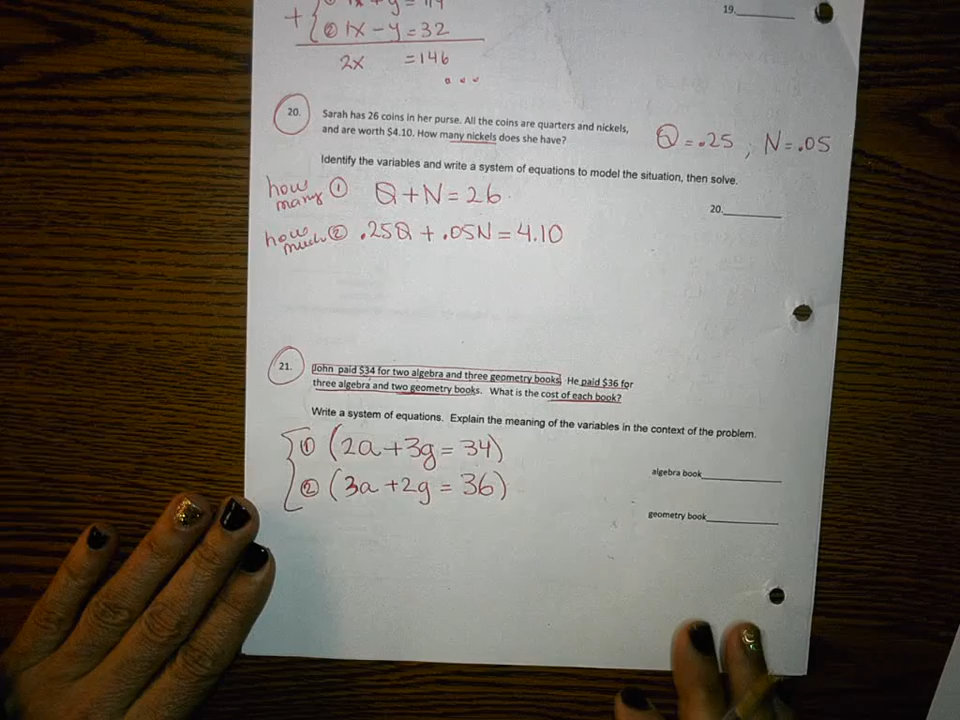 ① 1x + y = 114
+ ② 1x - y = 32
2x = 146
19.
20. Sarah has 26 coins in her purse. All the coins are quarters and nickels,
and are worth $4.10. How many nickels does she have?
Q = .25 ; N = .05
Identify the variables and write a system of equations to model the situation, then solve.
how many ① Q + N = 26
20.
how much ② .25Q + .05N = 4.10
21. John paid $34 for two algebra and three geometry books. He paid $36 for
three algebra and two geometry books. What is the cost of each book?
Write a system of equations. Explain the meaning of the variables in the context of the problem.
① (2a + 3g = 34)
algebra book
② (3a + 2g = 36)
geometry book